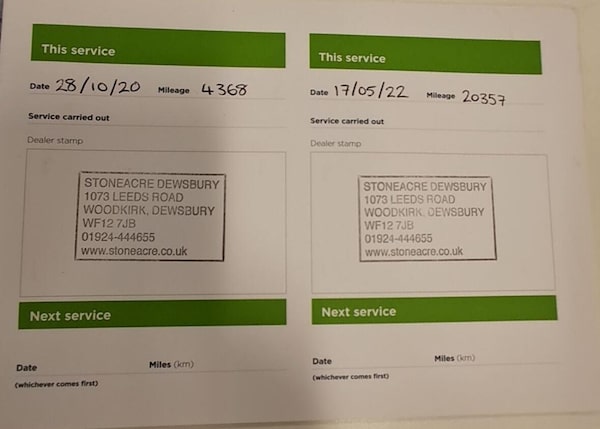 This service
Date 28/10/20 Mileage 4368
Service carried out
Dealer stamp
STONEACRE DEWSBURY
1073 LEEDS ROAD
WOODKIRK, DEWSBURY
WF12 7JB
01924-444655
www.stoneacre.co.uk
Next service
Date Miles (km)
(whichever comes first)
This service
Date 17/05/22 Mileage 20357
Service carried out
Dealer stamp
STONEACRE DEWSBURY
1073 LEEDS ROAD
WOODKIRK, DEWSBURY
WF12 7JB
01924-444655
www.stoneacre.co.uk
Next service
Date Miles (km)
(whichever comes first)